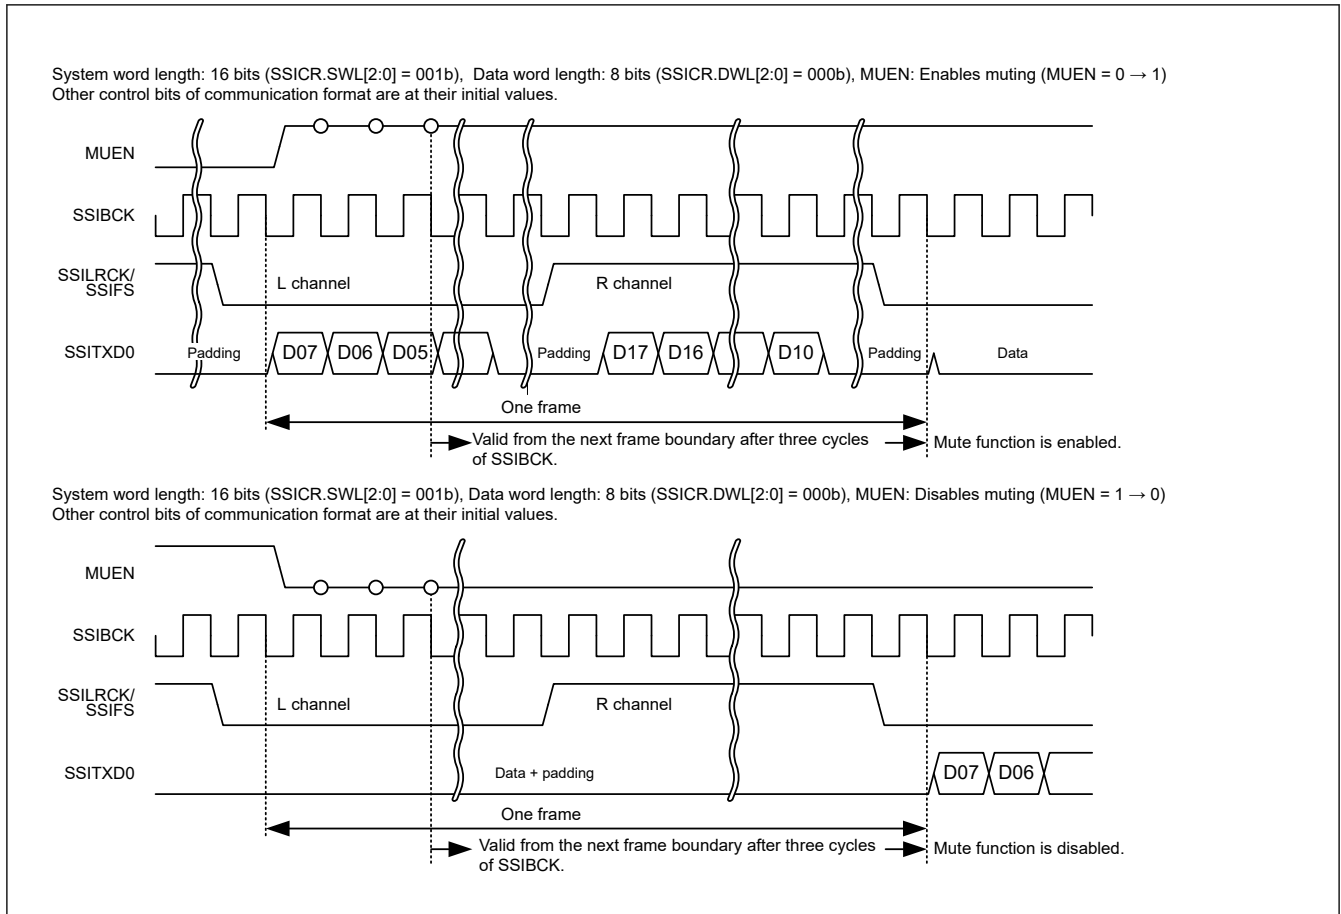 System word length: 16 bits (SSICR.SWL[2:0] = 001b),  Data word length: 8 bits (SSICR.DWL[2:0] = 000b), MUEN: Enables muting (MUEN = 0 → 1)
Other control bits of communication format are at their initial values.
MUEN
SSIBCK
SSILRCK/
SSIFS
L channel
R channel
SSITXD0
Padding
D07
D06
D05
Padding
D17
D16
D10
Padding
Data
One frame
Valid from the next frame boundary after three cycles
of SSIBCK.
Mute function is enabled.
System word length: 16 bits (SSICR.SWL[2:0] = 001b), Data word length: 8 bits (SSICR.DWL[2:0] = 000b), MUEN: Disables muting (MUEN = 1 → 0)
Other control bits of communication format are at their initial values.
MUEN
SSIBCK
SSILRCK/
SSIFS
L channel
R channel
SSITXD0
Data + padding
D07
D06
One frame
Valid from the next frame boundary after three cycles
of SSIBCK.
Mute function is disabled.